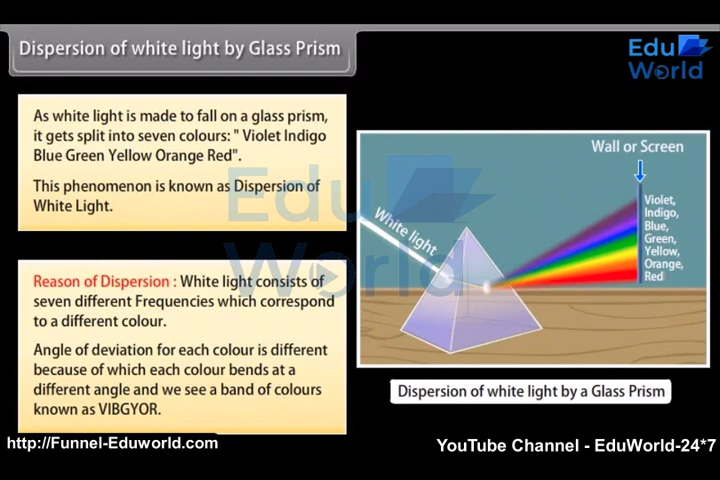 Dispersion of white light by Glass Prism
Edu
World
As white light is made to fall on a glass prism,
it gets split into seven colours: " Violet Indigo
Blue Green Yellow Orange Red".
This phenomenon is known as Dispersion of
White Light.
Reason of Dispersion : White light consists of
seven different Frequencies which correspond
to a different colour.
Angle of deviation for each colour is different
because of which each colour bends at a
different angle and we see a band of colours
known as VIBGYOR.
Edu
World
Wall or Screen
White light
Violet,
Indigo,
Blue,
Green,
Yellow,
Orange,
Red
Dispersion of white light by a Glass Prism
http://Funnel-Eduworld.com
YouTube Channel - EduWorld-24*7